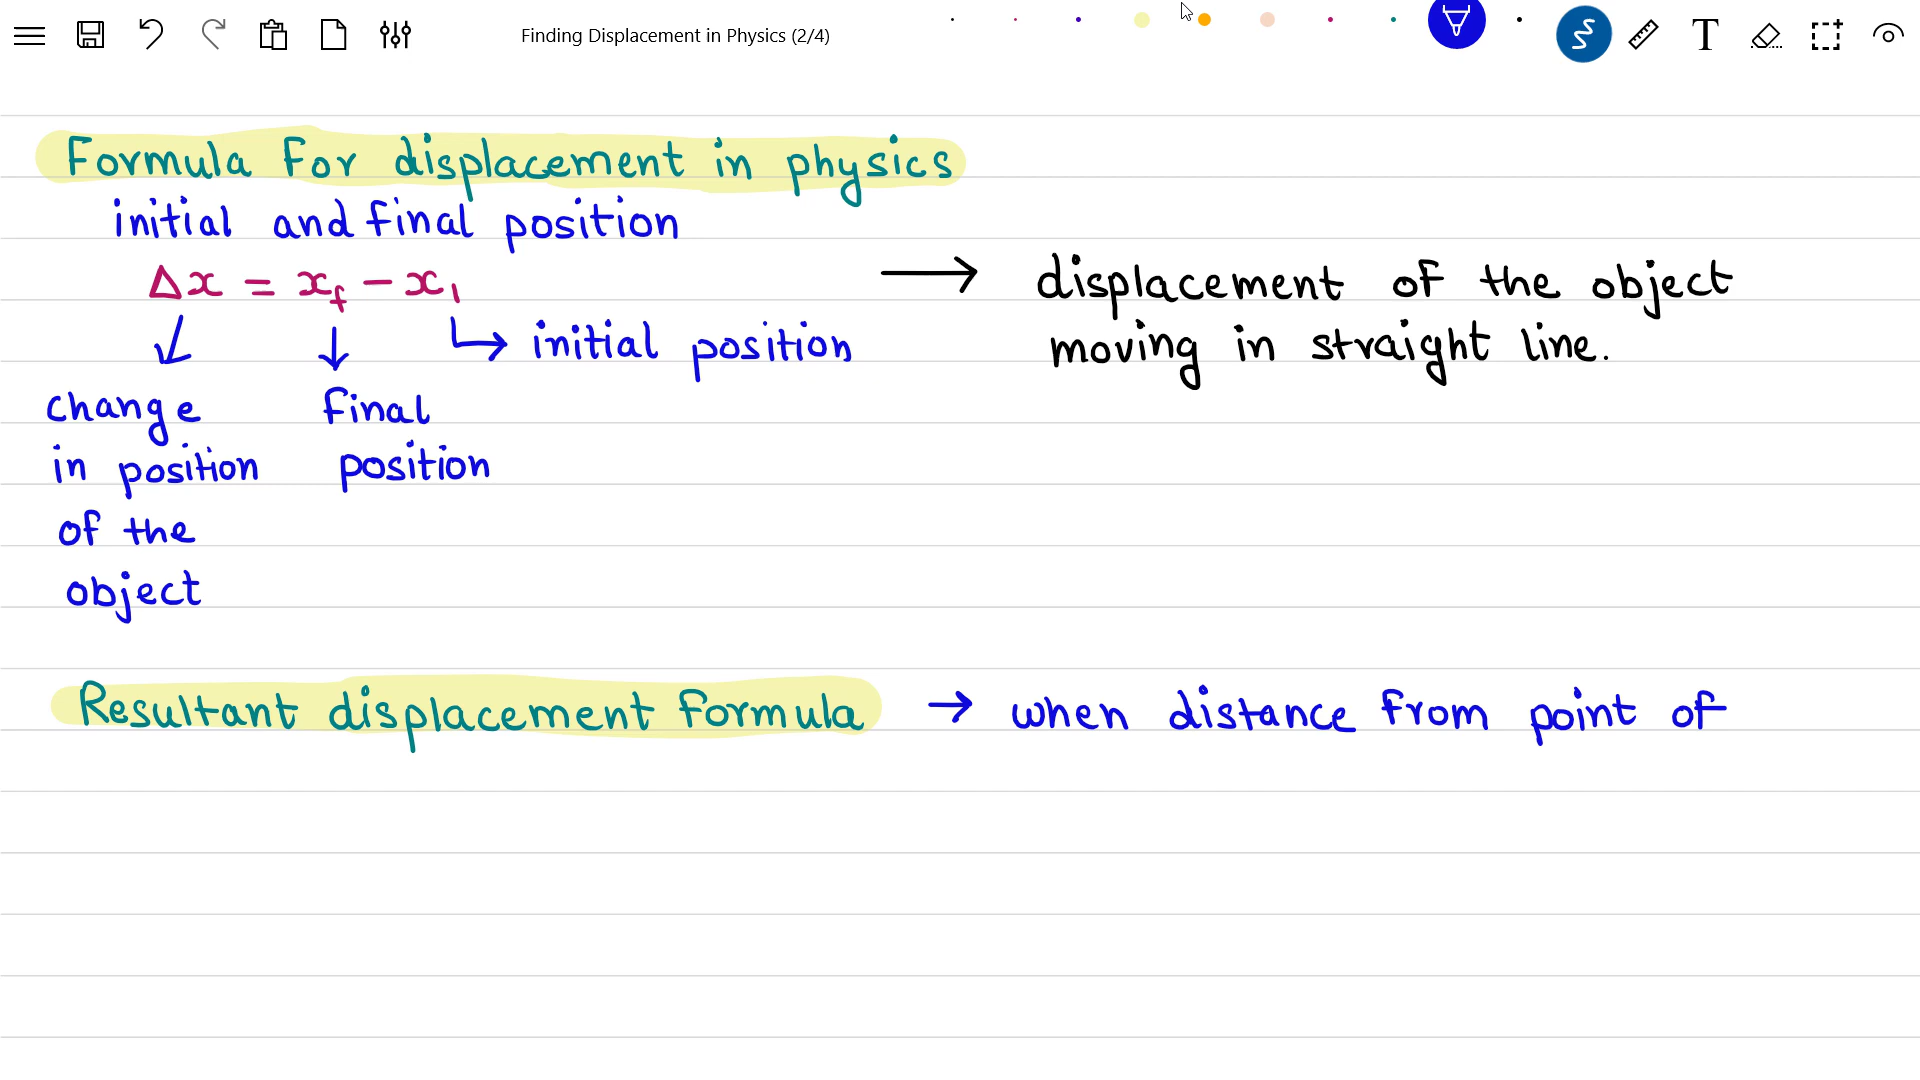 Finding Displacement in Physics (2/4)
Formula for displacement in physics
initial and final position
Δx = x_f - x_1
displacement of the object
moving in straight line.
initial position
change
in position
of the
object
final
position
Resultant displacement formula → when distance from point of